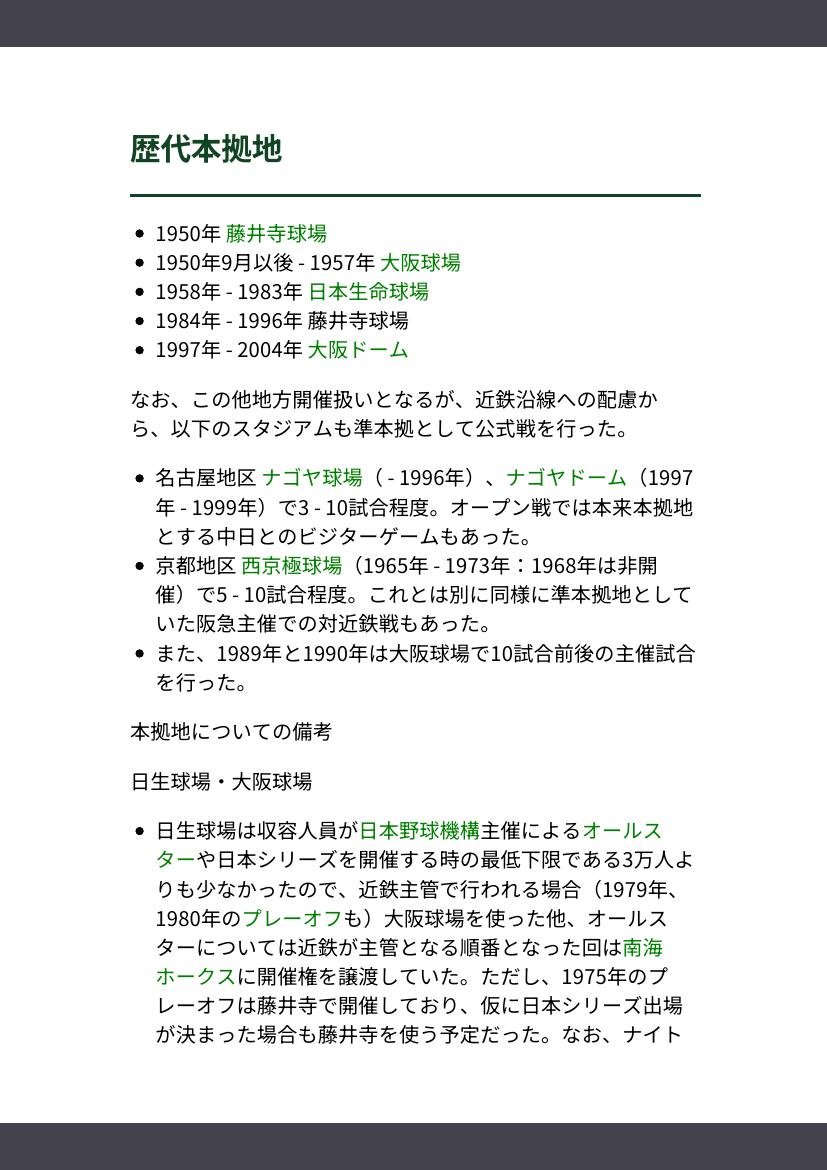 歴代本拠地
1950年 藤井寺球場
1950年9月以後 - 1957年 大阪球場
1958年 - 1983年 日本生命球場
1984年 - 1996年 藤井寺球場
1997年 - 2004年 大阪ドーム
なお、この他地方開催扱いとなるが、近鉄沿線への配慮か
ら、以下のスタジアムも準本拠として公式戦を行った。
名古屋地区 ナゴヤ球場（ - 1996年）、ナゴヤドーム（1997
年 - 1999年）で3 - 10試合程度。オープン戦では本来本拠地
とする中日とのビジターゲームもあった。
京都地区 西京極球場（1965年 - 1973年：1968年は非開
催）で5 - 10試合程度。これとは別に同様に準本拠地として
いた阪急主催での対近鉄戦もあった。
また、1989年と1990年は大阪球場で10試合前後の主催試合
を行った。
本拠地についての備考
日生球場・大阪球場
日生球場は収容人員が日本野球機構主催によるオールス
ターや日本シリーズを開催する時の最低下限である3万人よ
りも少なかったので、近鉄主管で行われる場合（1979年、
1980年のプレーオフも）大阪球場を使った他、オールス
ターについては近鉄が主管となる順番となった回は南海
ホークスに開催権を譲渡していた。ただし、1975年のプ
レーオフは藤井寺で開催しており、仮に日本シリーズ出場
が決まった場合も藤井寺を使う予定だった。なお、ナイト